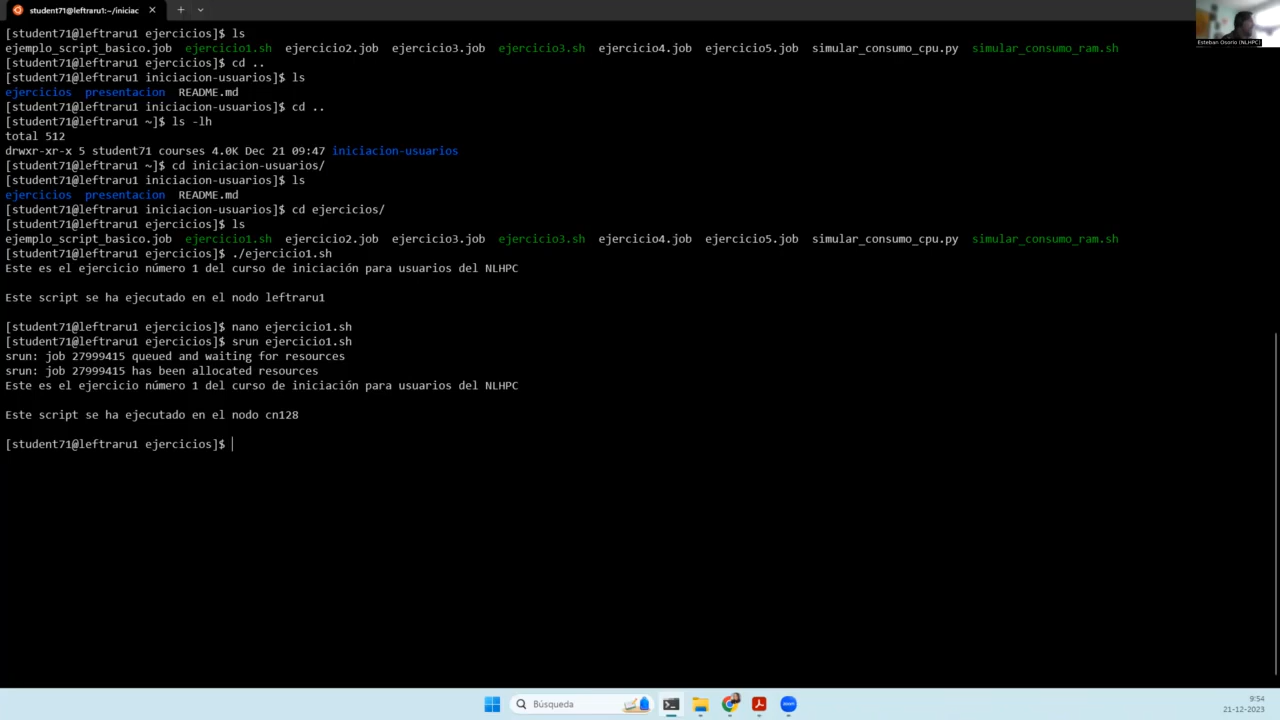 student71@leftraru1:~/iniciac
[student71@leftraru1 ejercicios]$ ls
ejemplo_script_basico.job ejercicio1.sh ejercicio2.job ejercicio3.job ejercicio3.sh ejercicio4.job ejercicio5.job simular_consumo_cpu.py simular_consumo_ram.sh
[student71@leftraru1 ejercicios]$ cd ..
[student71@leftraru1 iniciacion-usuarios]$ ls
ejercicios presentacion README.md
[student71@leftraru1 iniciacion-usuarios]$ cd ..
[student71@leftraru1 ~]$ ls -lh
total 512
drwxr-xr-x 5 student71 courses 4.0K Dec 21 09:47 iniciacion-usuarios
[student71@leftraru1 ~]$ cd iniciacion-usuarios/
[student71@leftraru1 iniciacion-usuarios]$ ls
ejercicios presentacion README.md
[student71@leftraru1 iniciacion-usuarios]$ cd ejercicios/
[student71@leftraru1 ejercicios]$ ls
ejemplo_script_basico.job ejercicio1.sh ejercicio2.job ejercicio3.job ejercicio3.sh ejercicio4.job ejercicio5.job simular_consumo_cpu.py simular_consumo_ram.sh
[student71@leftraru1 ejercicios]$ ./ejercicio1.sh
Este es el ejercicio número 1 del curso de iniciación para usuarios del NLHPC
Este script se ha ejecutado en el nodo leftraru1
[student71@leftraru1 ejercicios]$ nano ejercicio1.sh
[student71@leftraru1 ejercicios]$ srun ejercicio1.sh
srun: job 27999415 queued and waiting for resources
srun: job 27999415 has been allocated resources
Este es el ejercicio número 1 del curso de iniciación para usuarios del NLHPC
Este script se ha ejecutado en el nodo cn128
[student71@leftraru1 ejercicios]$
Esteban Osorio (NLHPC)
Búsqueda
zoom
9:54
21-12-2023